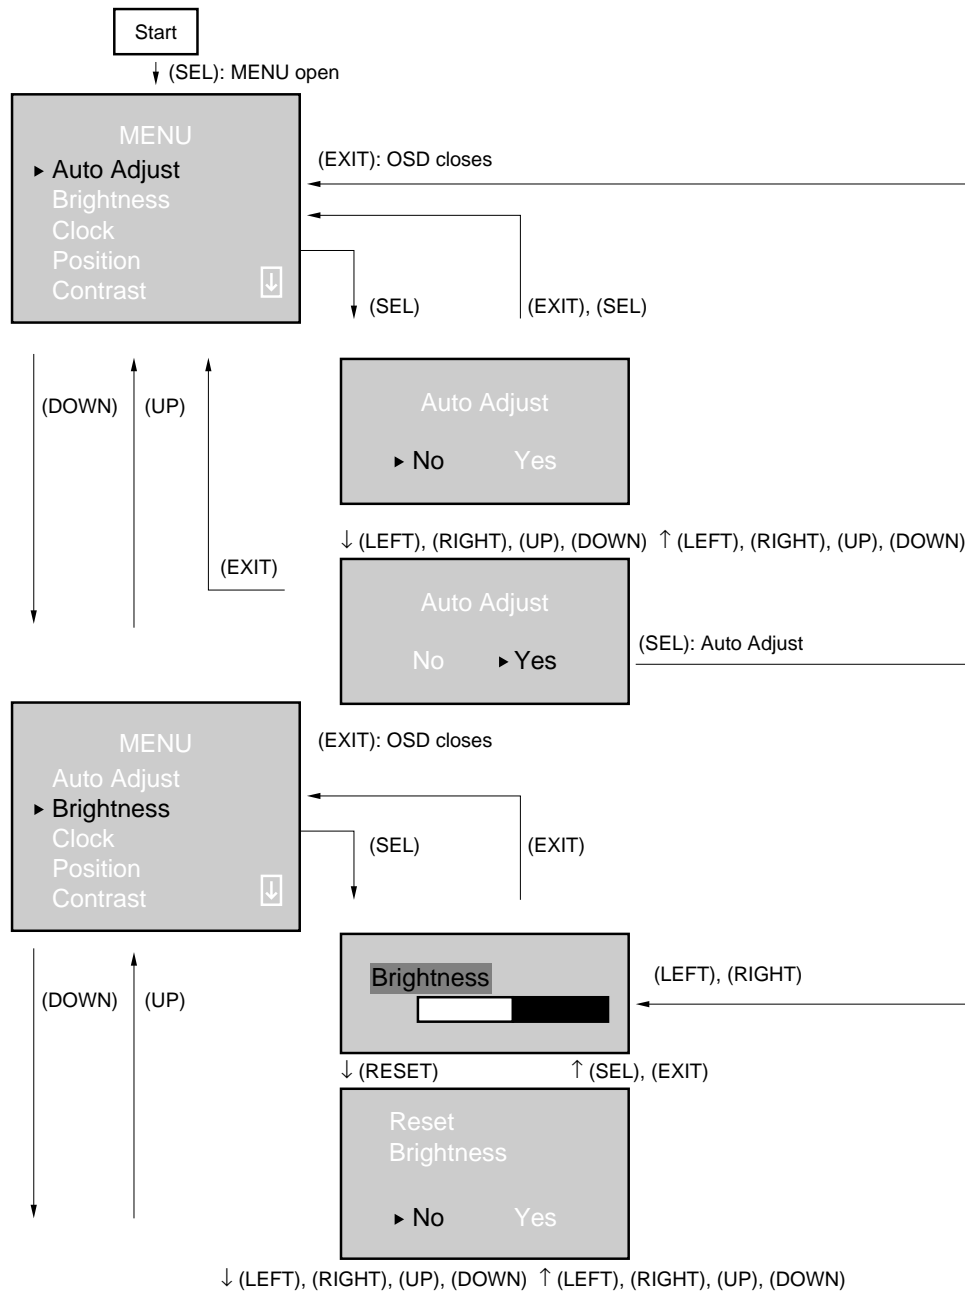 Start
↓ (SEL): MENU open
MENU
► Auto Adjust
Brightness
Clock
Position
Contrast ↓
(EXIT): OSD closes
(SEL) (EXIT), (SEL)
(DOWN) (UP)
Auto Adjust
► No Yes
↓ (LEFT), (RIGHT), (UP), (DOWN) ↑ (LEFT), (RIGHT), (UP), (DOWN)
(EXIT)
Auto Adjust
No ► Yes
(SEL): Auto Adjust
MENU
Auto Adjust
► Brightness
Clock
Position
Contrast ↓
(EXIT): OSD closes
(SEL) (EXIT)
(DOWN) (UP)
Brightness
(LEFT), (RIGHT)
↓ (RESET) ↑ (SEL), (EXIT)
Reset
Brightness
► No Yes
↓ (LEFT), (RIGHT), (UP), (DOWN) ↑ (LEFT), (RIGHT), (UP), (DOWN)